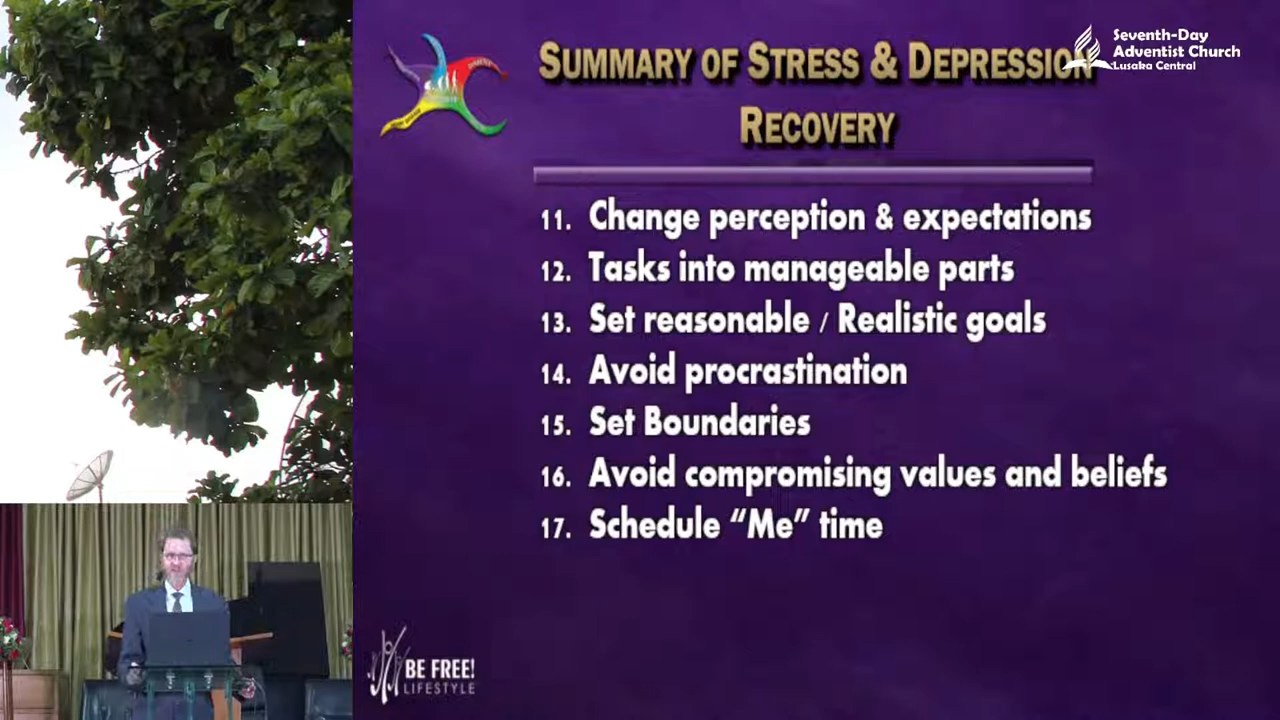 SUMMARY OF STRESS & DEPRESSION
RECOVERY
Seventh-Day
Adventist Church
Lusaka Central
11. Change perception & expectations
12. Tasks into manageable parts
13. Set reasonable / Realistic goals
14. Avoid procrastination
15. Set Boundaries
16. Avoid compromising values and beliefs
17. Schedule “Me” time
BE FREE!
LIFESTYLE